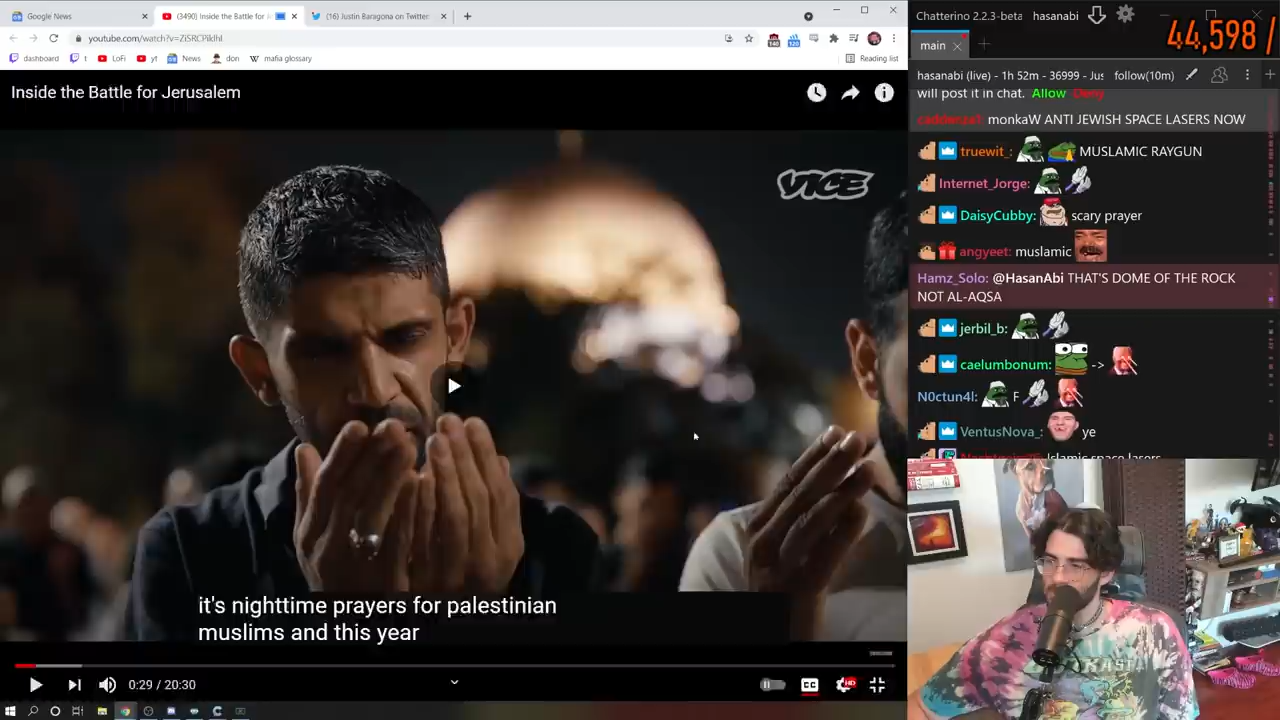 Google News
(3490) Inside the Battle for Je
(16) Justin Baragona on Twitter:
youtube.com/watch?v=ZiSRCPikIhI
dashboard
t
LoFi
yt
News
don
mafia glossary
Reading list
Inside the Battle for Jerusalem
VICE
it's nighttime prayers for palestinian
muslims and this year
0:29 / 20:30
CC
HD
Chatterino 2.2.3-beta
hasanabi
44,598 /
main
hasanabi (live) - 1h 52m - 36999 - Jus
follow(10m)
will post it in chat. Allow Deny
monkaW ANTI JEWISH SPACE LASERS NOW
truewit_: MUSLAMIC RAYGUN
Internet_Jorge:
DaisyCubby: scary prayer
angyeet: muslamic
Hamz_Solo: @HasanAbi THAT'S DOME OF THE ROCK
NOT AL-AQSA
jerbil_b:
caelumbonum: ->
N0ctun4l: F
VentusNova_: ye
Islamic space lasers